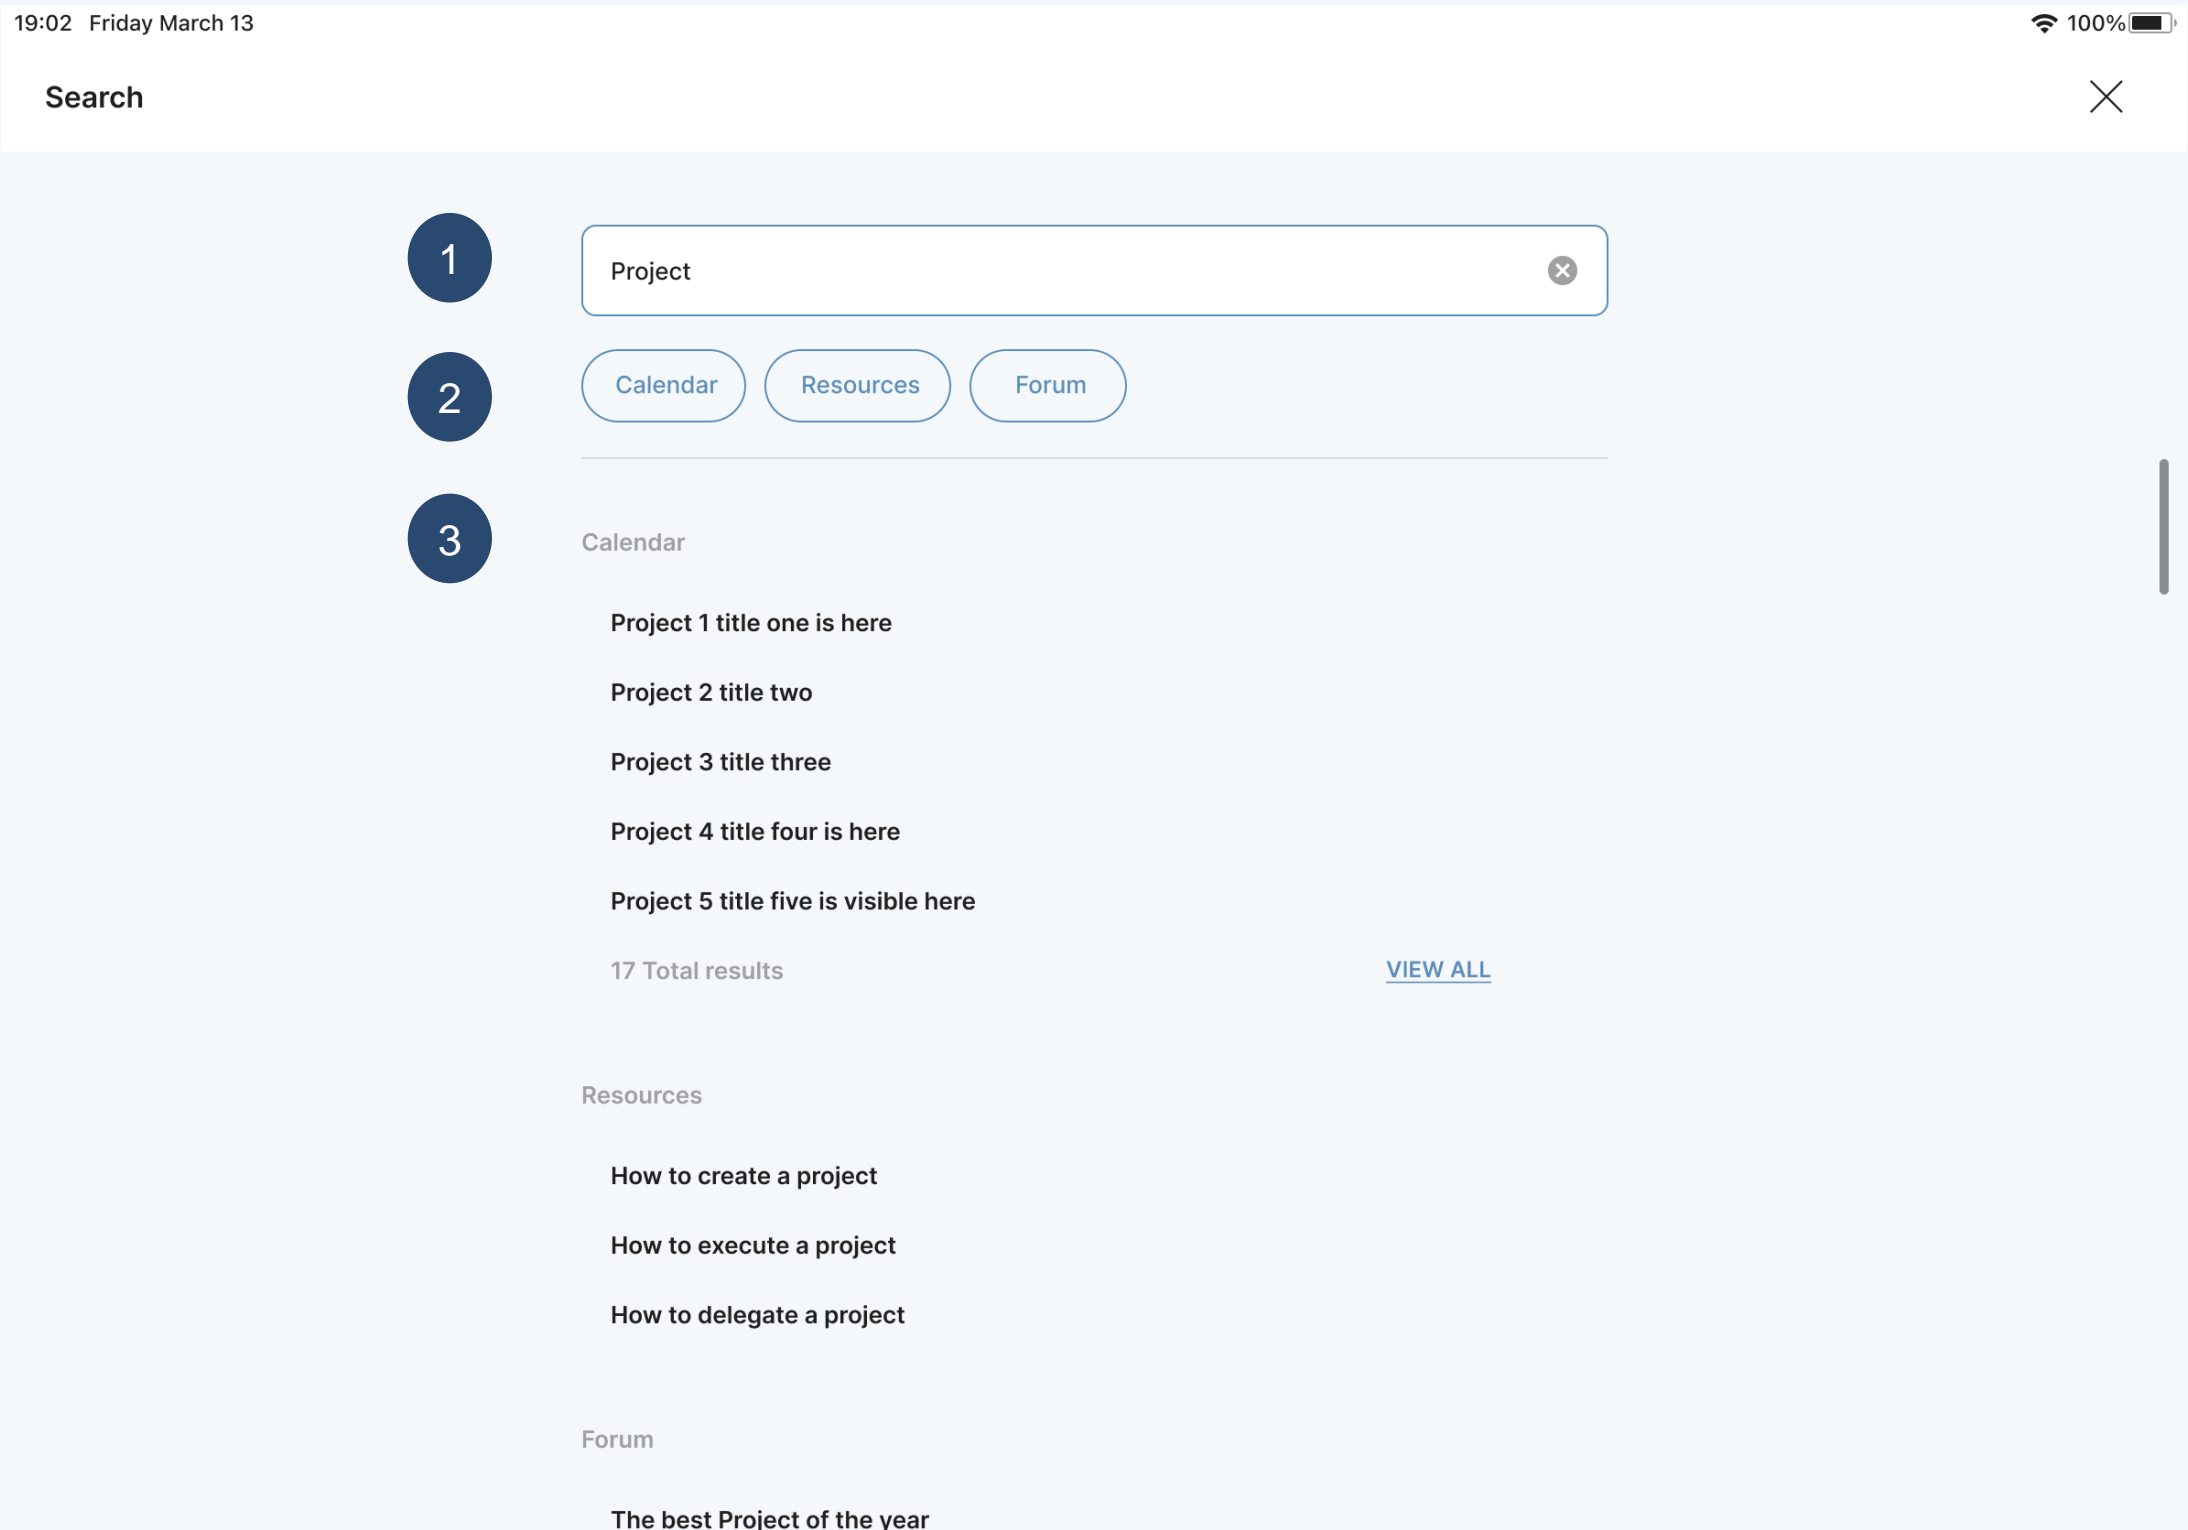 19:02 Friday March 13 100%
Search
1
Project
2
Calendar Resources Forum
3
Calendar
Project 1 title one is here
Project 2 title two
Project 3 title three
Project 4 title four is here
Project 5 title five is visible here
17 Total results VIEW ALL
Resources
How to create a project
How to execute a project
How to delegate a project
Forum
The best Project of the year